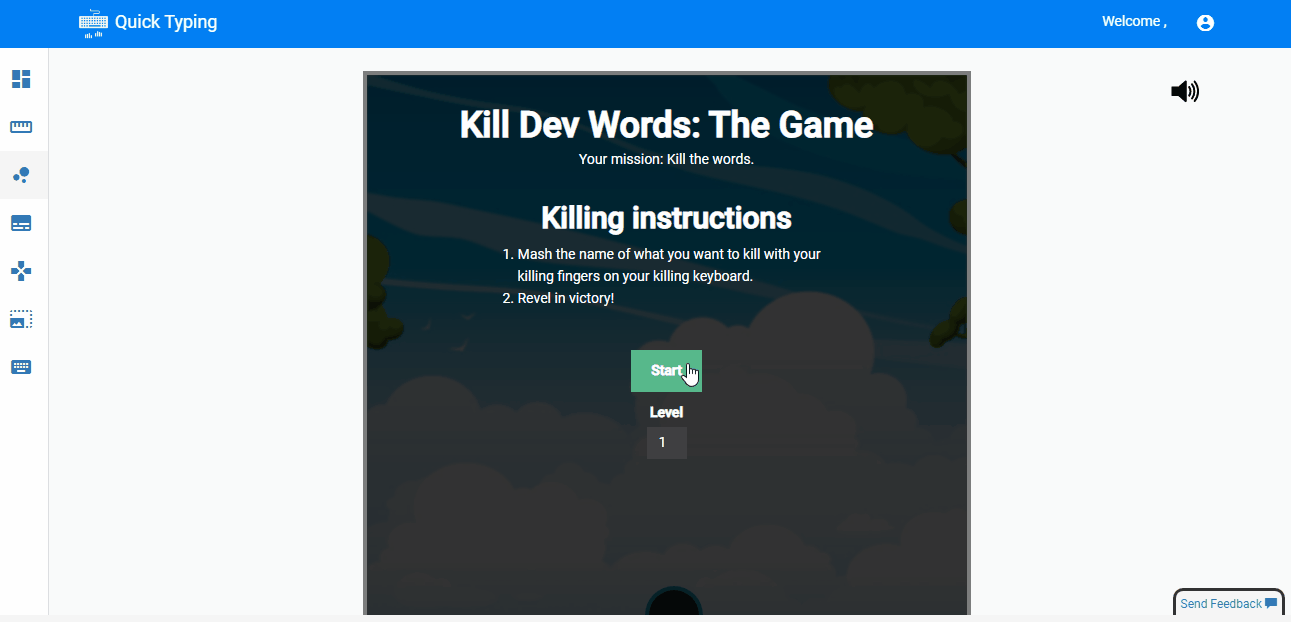 Quick Typing
Welcome ,
Kill Dev Words: The Game
Your mission: Kill the words.
Killing instructions
1. Mash the name of what you want to kill with your
killing fingers on your killing keyboard.
2. Revel in victory!
Start
Level
1
Send Feedback